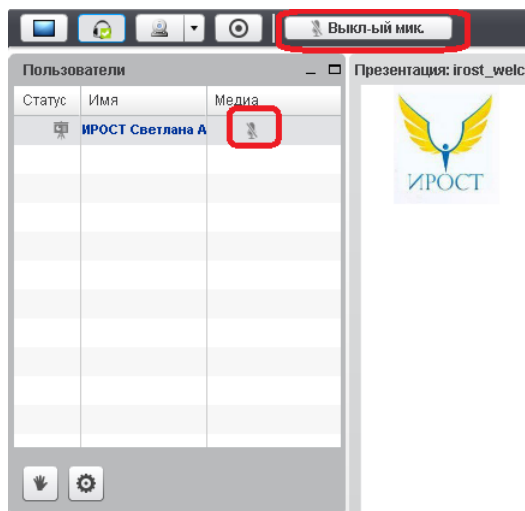 Выкл-ый мик.
Пользователи
Презентация: irost_welc
Статус Имя Медиа
ИРОСТ Светлана А
ИРОСТ